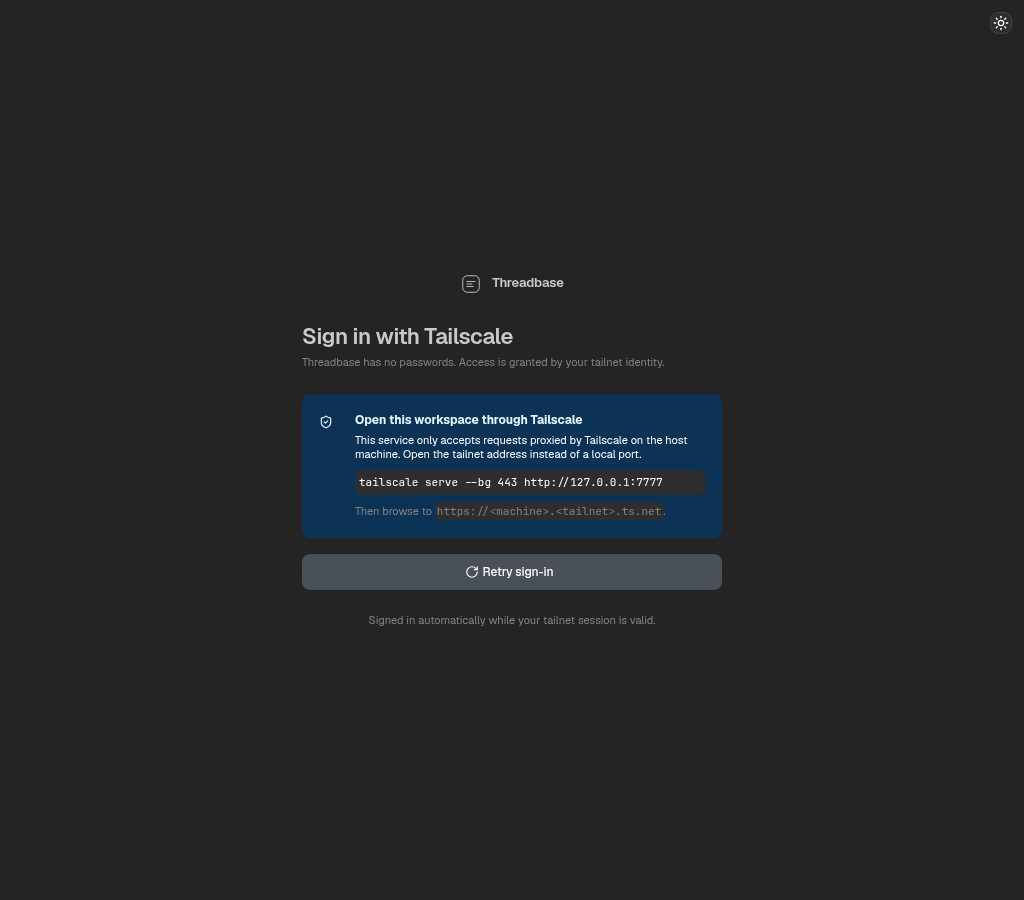 Threadbase
Sign in with Tailscale
Threadbase has no passwords. Access is granted by your tailnet identity.
Open this workspace through Tailscale
This service only accepts requests proxied by Tailscale on the host
machine. Open the tailnet address instead of a local port.
tailscale serve --bg 443 http://127.0.0.1:7777
Then browse to https://<machine>.<tailnet>.ts.net.
Retry sign-in
Signed in automatically while your tailnet session is valid.